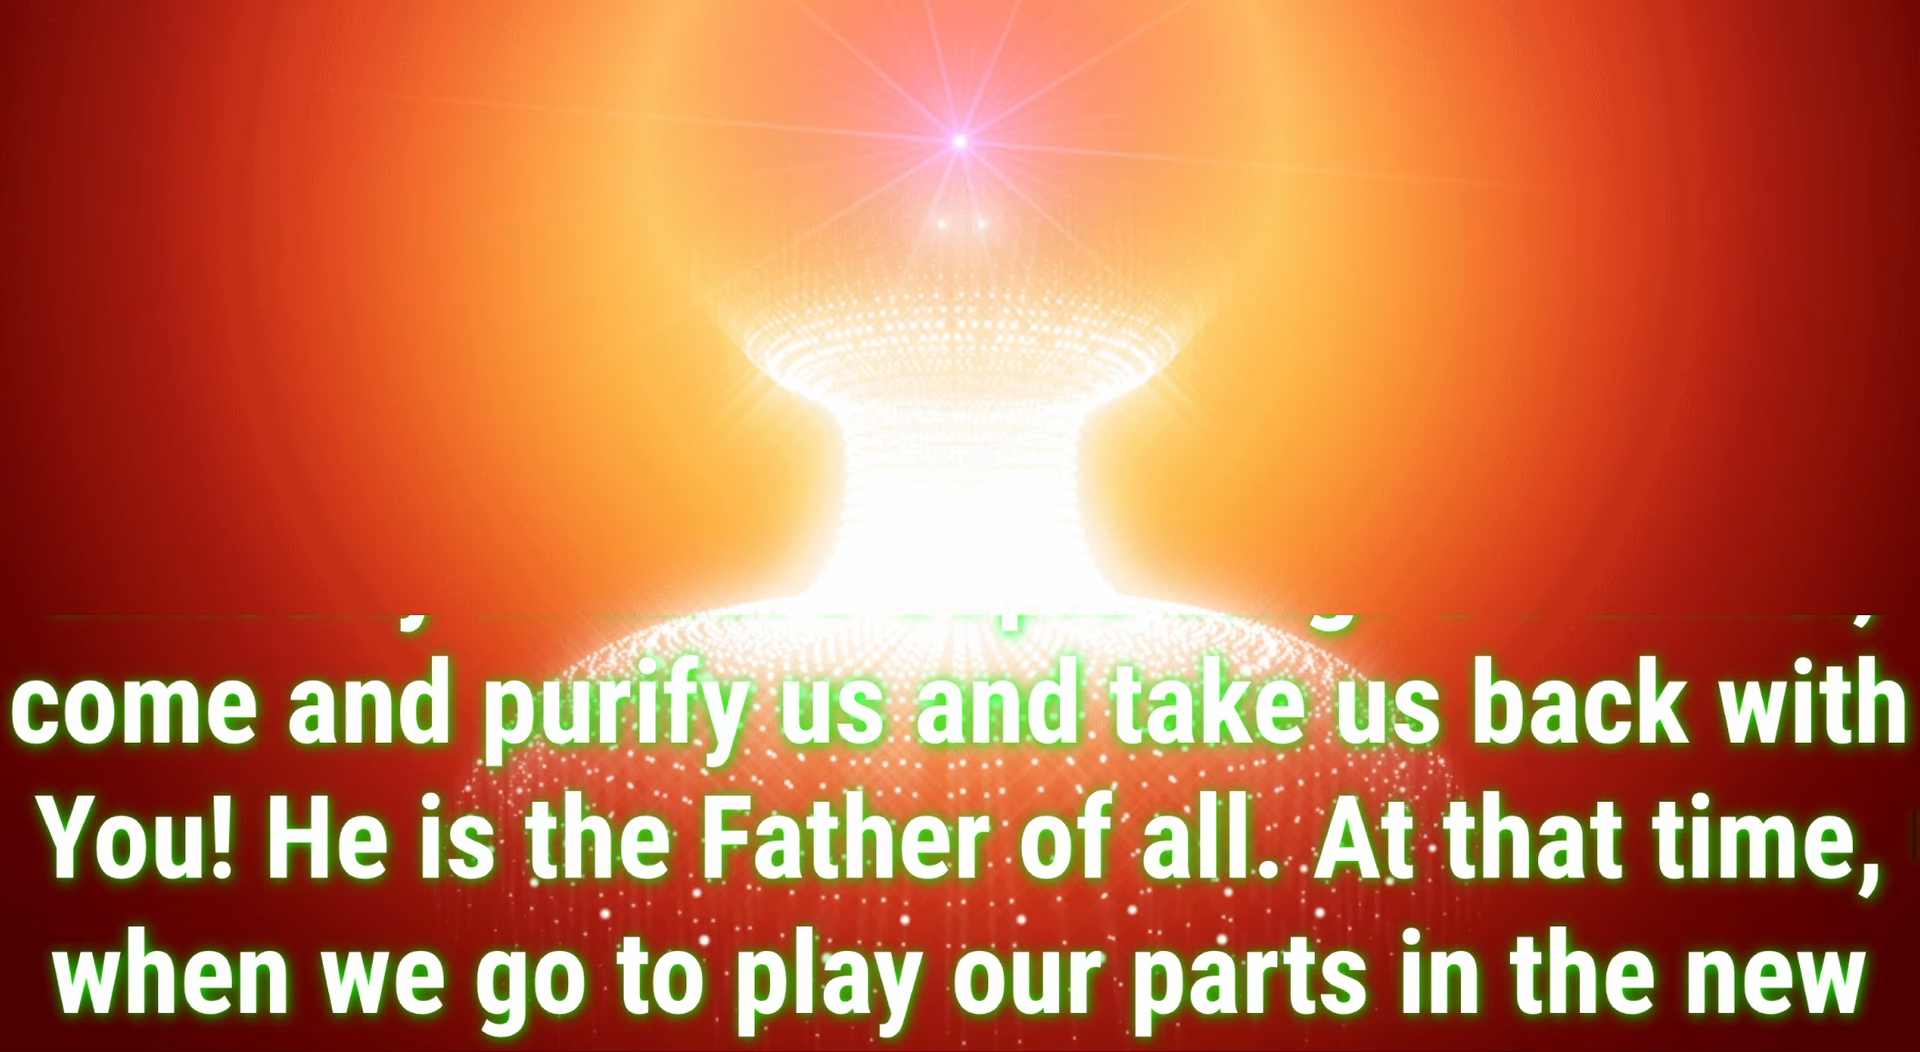 come and purify us and take us back with
You! He is the Father of all. At that time,
when we go to play our parts in the new